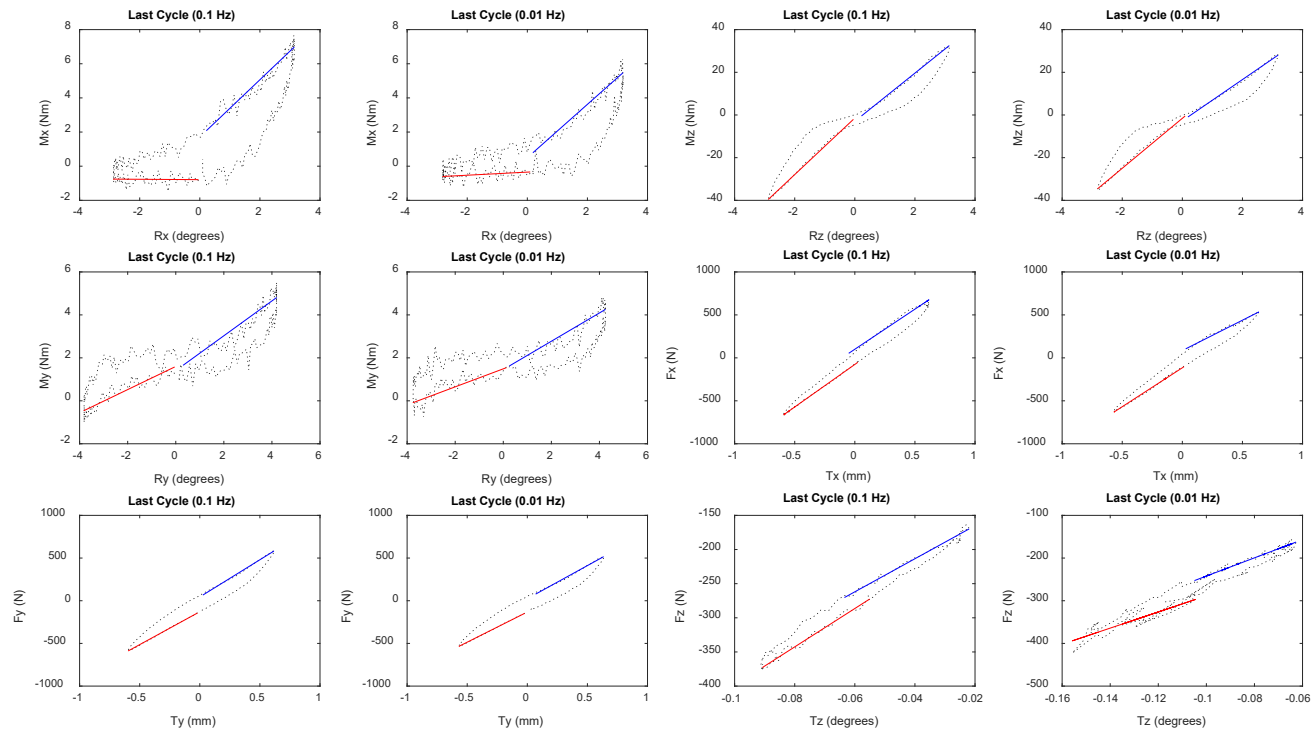 Last Cycle (0.1 Hz)
Mx (Nm)
8
6
4
2
0
-2
-4 -2 0 2 4
Rx (degrees)
Last Cycle (0.01 Hz)
Mx (Nm)
8
6
4
2
0
-2
-4 -2 0 2 4
Rx (degrees)
Last Cycle (0.1 Hz)
Mz (Nm)
40
20
0
-20
-40
-4 -2 0 2 4
Rz (degrees)
Last Cycle (0.01 Hz)
Mz (Nm)
40
20
0
-20
-40
-4 -2 0 2 4
Rz (degrees)
Last Cycle (0.1 Hz)
My (Nm)
6
4
2
0
-2
-4 -2 0 2 4 6
Ry (degrees)
Last Cycle (0.01 Hz)
My (Nm)
6
4
2
0
-2
-4 -2 0 2 4 6
Ry (degrees)
Last Cycle (0.1 Hz)
Fx (N)
1000
500
0
-500
-1000
-1 -0.5 0 0.5 1
Tx (mm)
Last Cycle (0.01 Hz)
Fx (N)
1000
500
0
-500
-1000
-1 -0.5 0 0.5 1
Tx (mm)
Last Cycle (0.1 Hz)
Fy (N)
1000
500
0
-500
-1000
-1 -0.5 0 0.5 1
Ty (mm)
Last Cycle (0.01 Hz)
Fy (N)
1000
500
0
-500
-1000
-1 -0.5 0 0.5 1
Ty (mm)
Last Cycle (0.1 Hz)
Fz (N)
-150
-200
-250
-300
-350
-400
-0.1 -0.08 -0.06 -0.04 -0.02
Tz (degrees)
Last Cycle (0.01 Hz)
Fz (N)
-100
-200
-300
-400
-500
-0.16 -0.14 -0.12 -0.1 -0.08 -0.06
Tz (degrees)